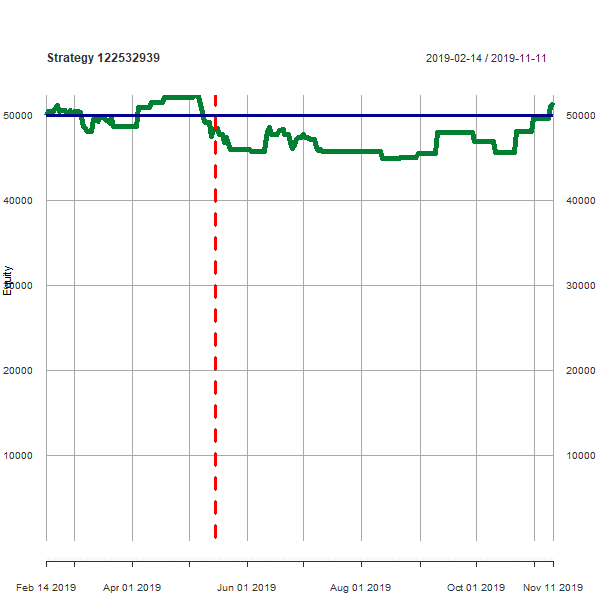 Strategy 122532939
2019-02-14 / 2019-11-11
50000 50000
40000 40000
Equity
30000 30000
20000 20000
10000 10000
Feb 14 2019 Apr 01 2019 Jun 01 2019 Aug 01 2019 Oct 01 2019 Nov 11 2019